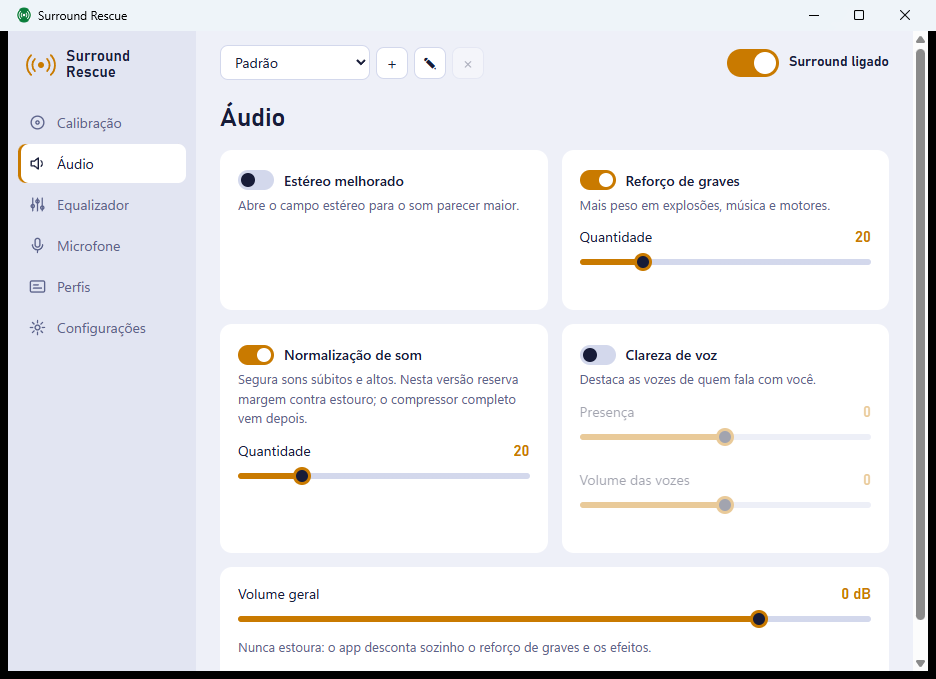 Surround Rescue
Surround
Rescue
Calibração
Áudio
Equalizador
Microfone
Perfis
Configurações
Padrão
+
×
Surround ligado
Áudio
Estéreo melhorado
Abre o campo estéreo para o som parecer maior.
Reforço de graves
Mais peso em explosões, música e motores.
Quantidade 20
Normalização de som
Segura sons súbitos e altos. Nesta versão reserva
margem contra estouro; o compressor completo
vem depois.
Quantidade 20
Clareza de voz
Destaca as vozes de quem fala com você.
Presença 0
Volume das vozes 0
Volume geral 0 dB
Nunca estoura: o app desconta sozinho o reforço de graves e os efeitos.